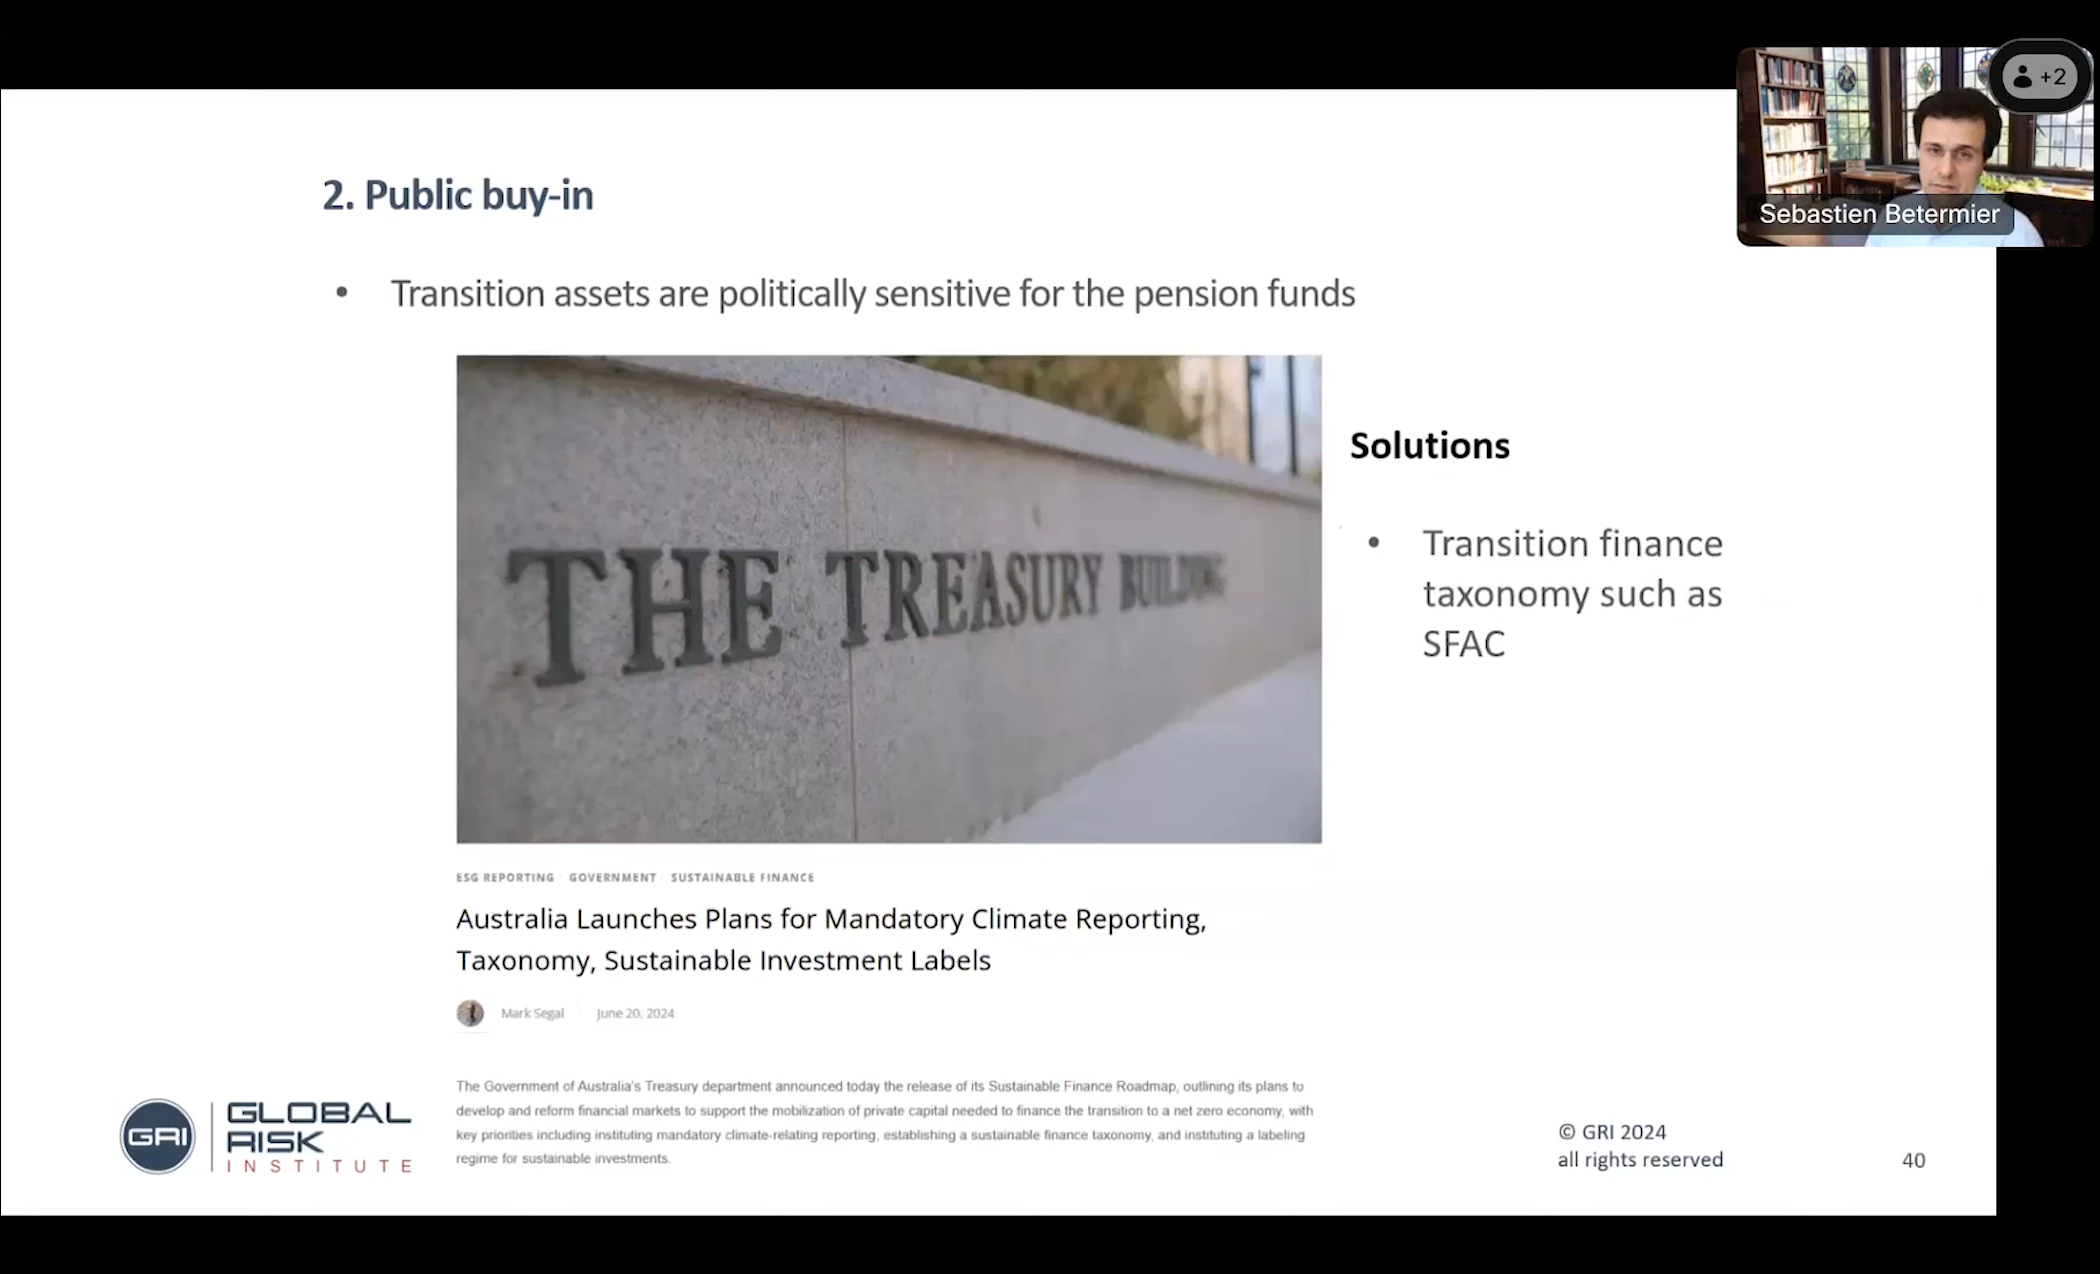 +2
Sebastien Betermier
2. Public buy-in
• Transition assets are politically sensitive for the pension funds
THE TREASURY BUILDING
Solutions
• Transition finance
taxonomy such as
SFAC
ESG REPORTING / GOVERNMENT / SUSTAINABLE FINANCE
Australia Launches Plans for Mandatory Climate Reporting,
Taxonomy, Sustainable Investment Labels
Mark Segal June 20, 2024
The Government of Australia's Treasury department announced today the release of its Sustainable Finance Roadmap, outlining its plans to
develop and reform financial markets to support the mobilization of private capital needed to finance the transition to a net zero economy, with
key priorities including instituting mandatory climate-relating reporting, establishing a sustainable finance taxonomy, and instituting a labeling
regime for sustainable investments.
GRI
GLOBAL
RISK
INSTITUTE
© GRI 2024
all rights reserved
40